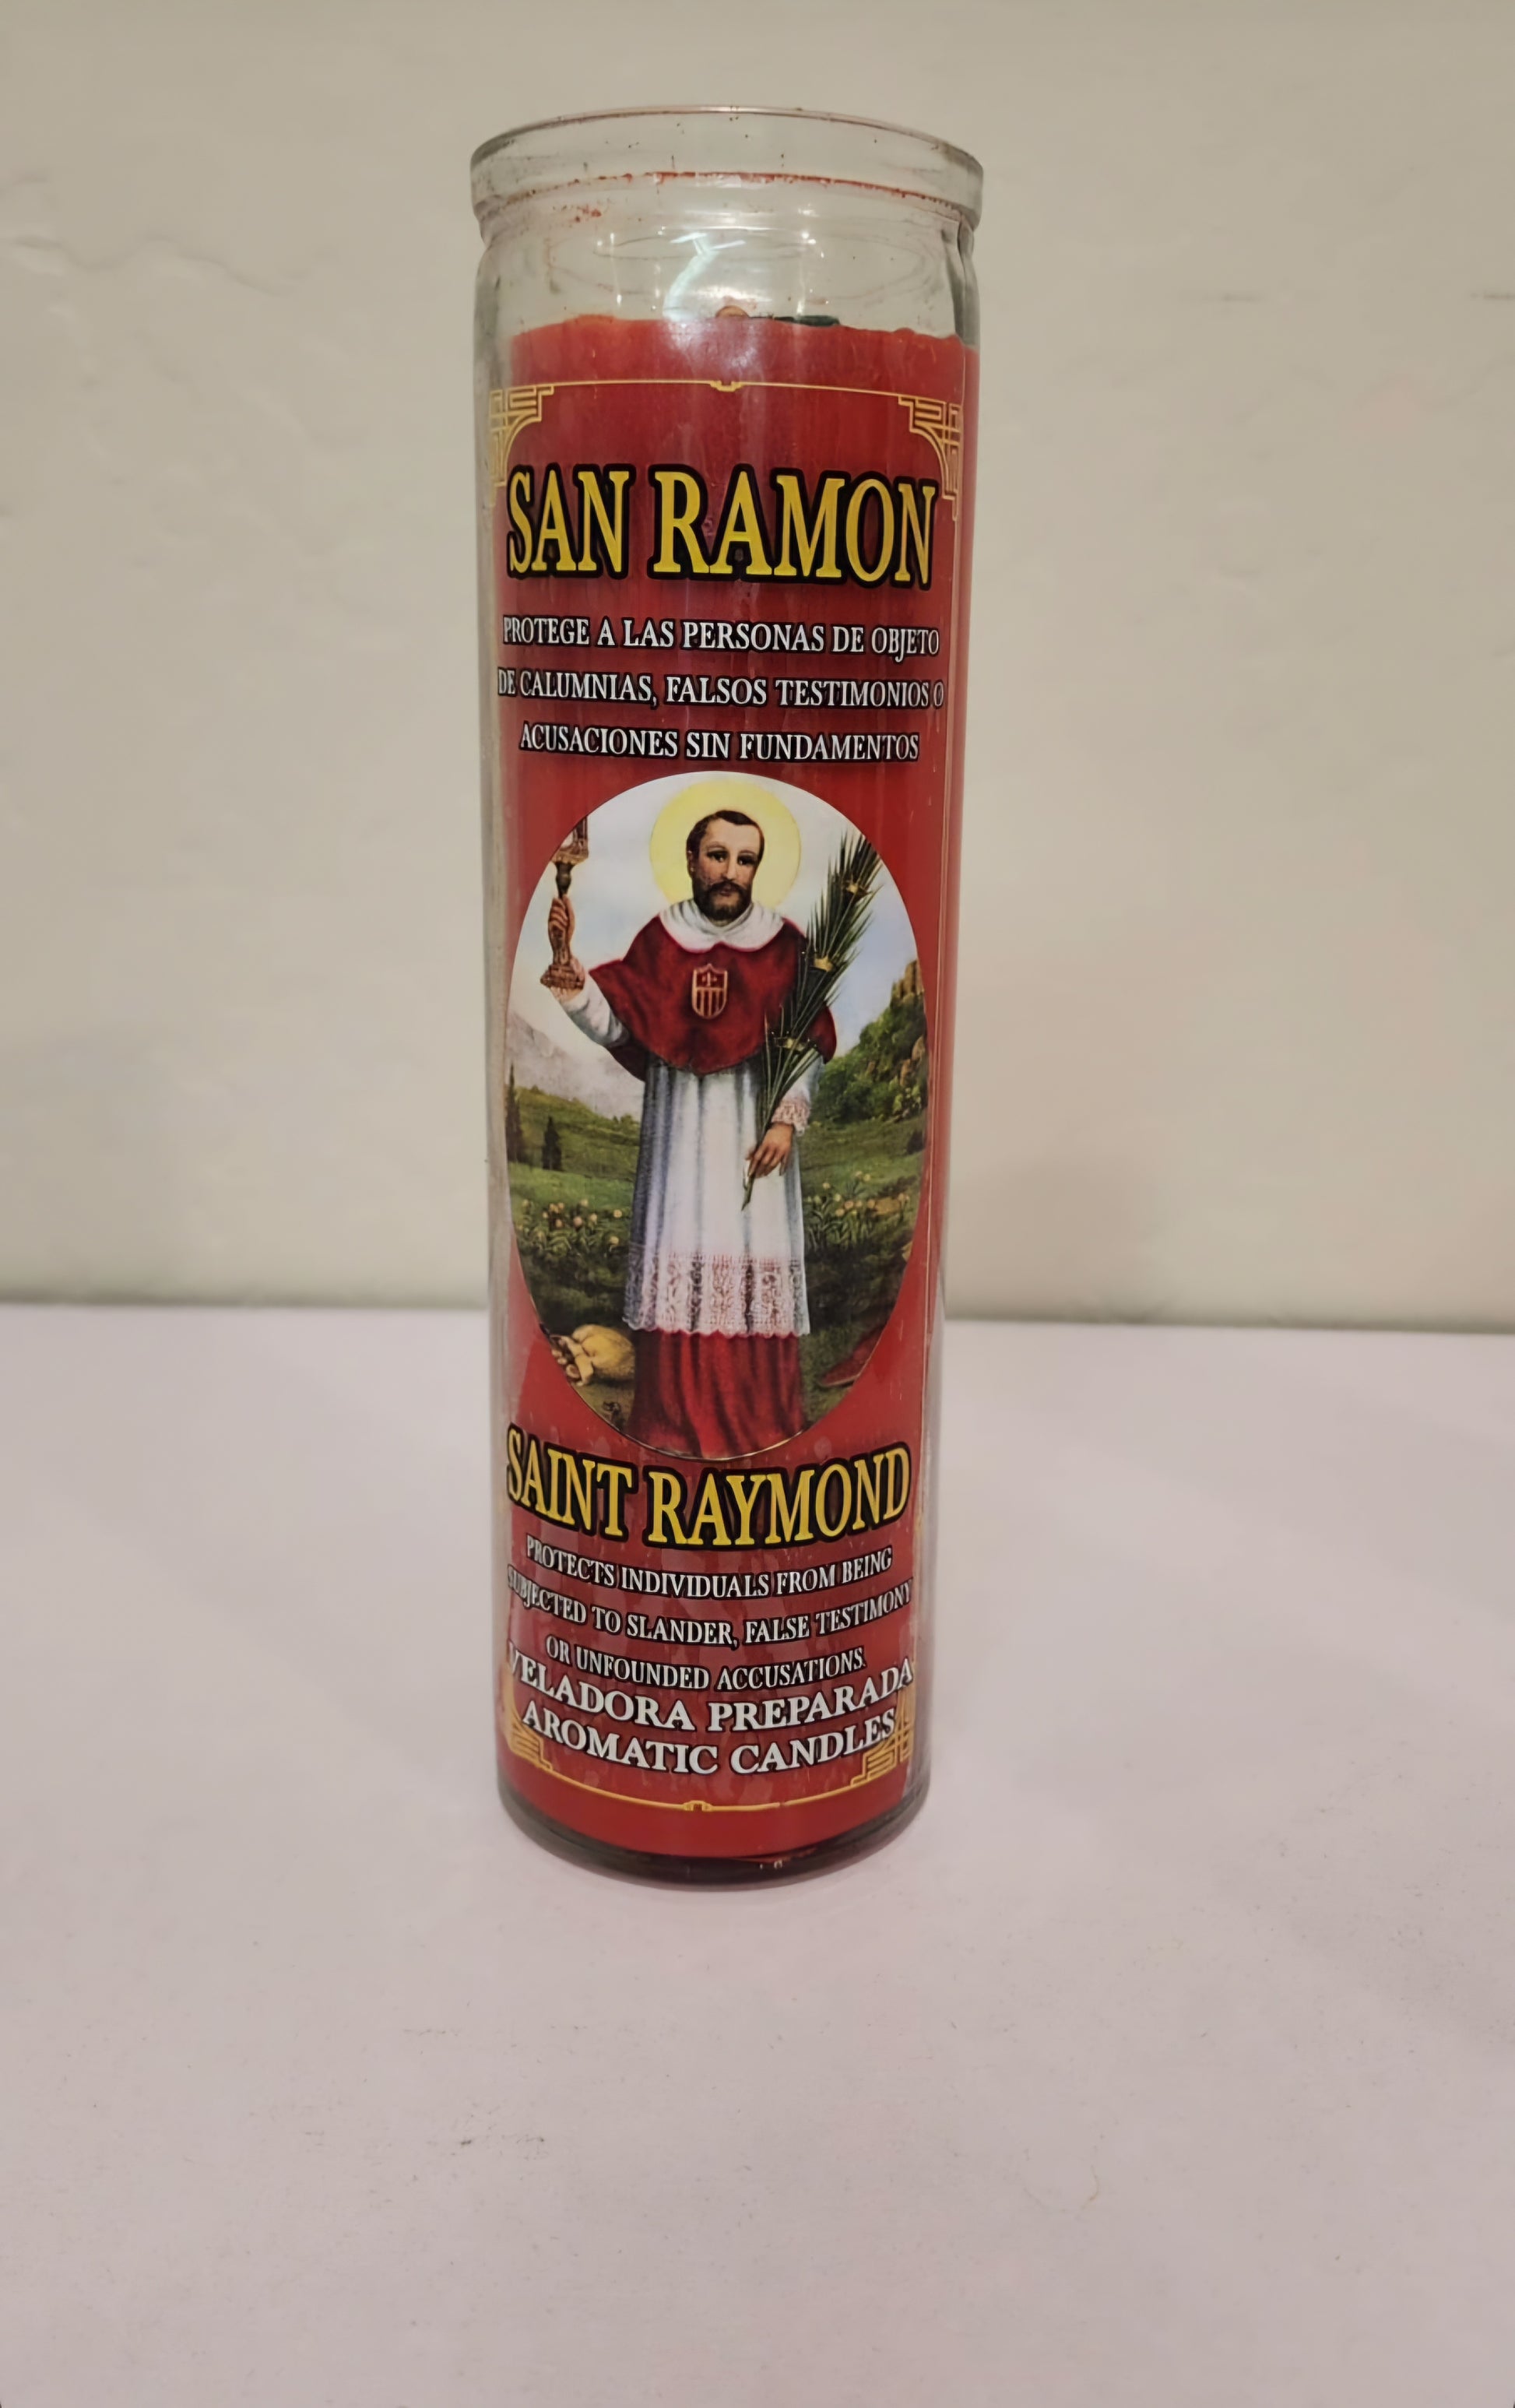 SAN RAMON
PROTEGE A LAS PERSONAS DE OBJETO
DE CALUMNIAS, FALSOS TESTIMONIOS O
ACUSACIONES SIN FUNDAMENTOS
SAINT RAYMOND
PROTECTS INDIVIDUALS FROM BEING
SUBJECTED TO SLANDER, FALSE TESTIMONY
OR UNFOUNDED ACCUSATIONS
VELADORA PREPARADA
AROMATIC CANDLES